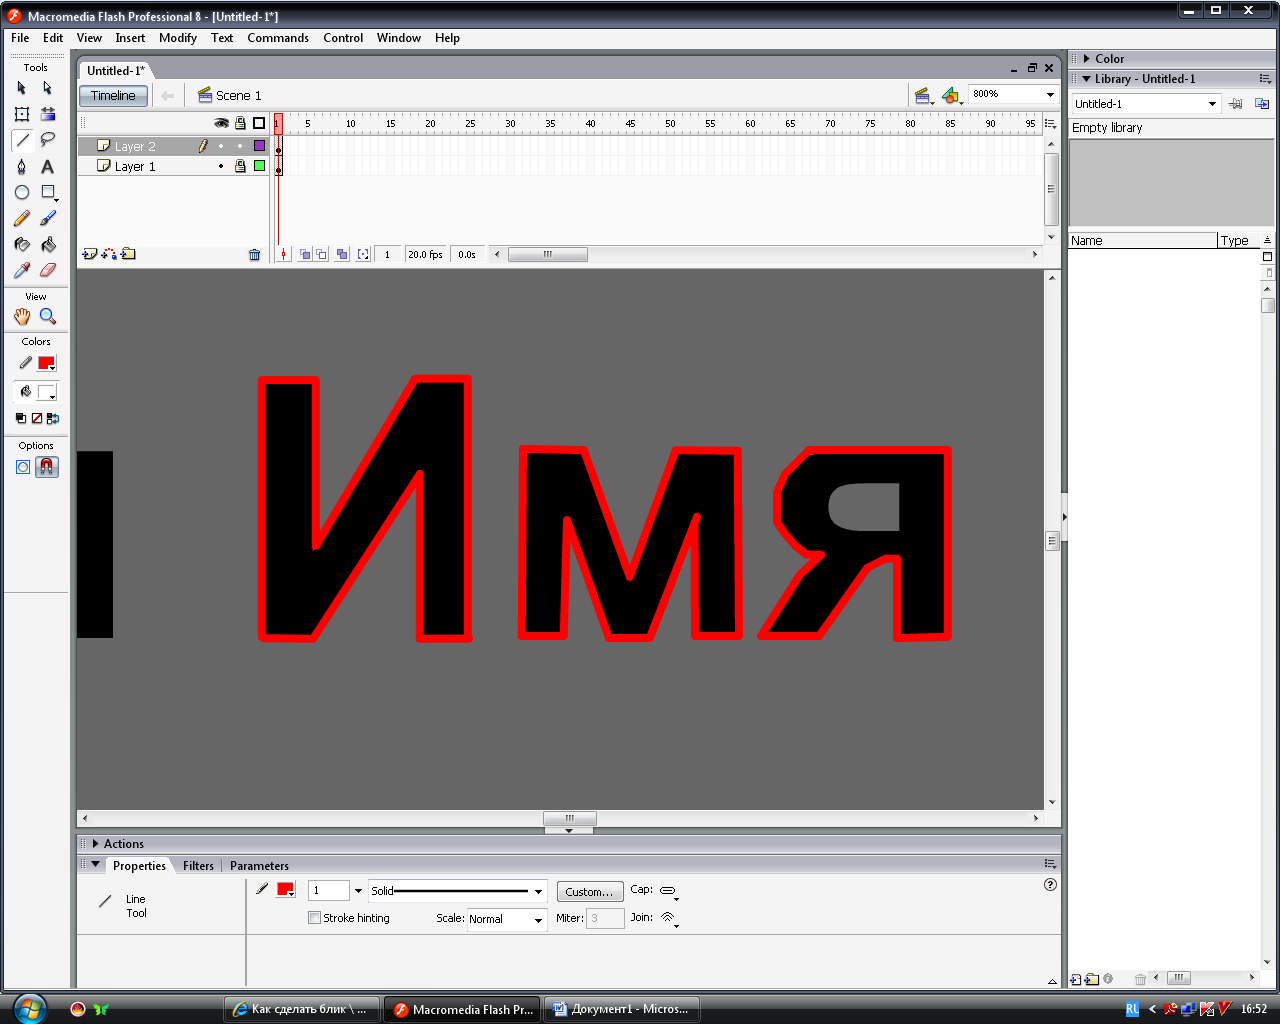 Macromedia Flash Professional 8 - [Untitled-1*]
File Edit View Insert Modify Text Commands Control Window Help
Tools
Untitled-1*
Timeline
Scene 1
800%
1 5 10 15 20 25 30 35 40 45 50 55 60 65 70 75 80 85 90 95
Layer 2
Layer 1
1 20.0 fps 0.0s
View
Colors
Options
Имя
Color
Library - Untitled-1
Untitled-1
Empty library
Name Type
Actions
Properties Filters Parameters
Line
Tool
1 Solid Custom... Cap:
Stroke hinting Scale: Normal Miter: 3 Join:
Как сделать блик \ ... Macromedia Flash Pr... Документ1 - Micros... RU 16:52